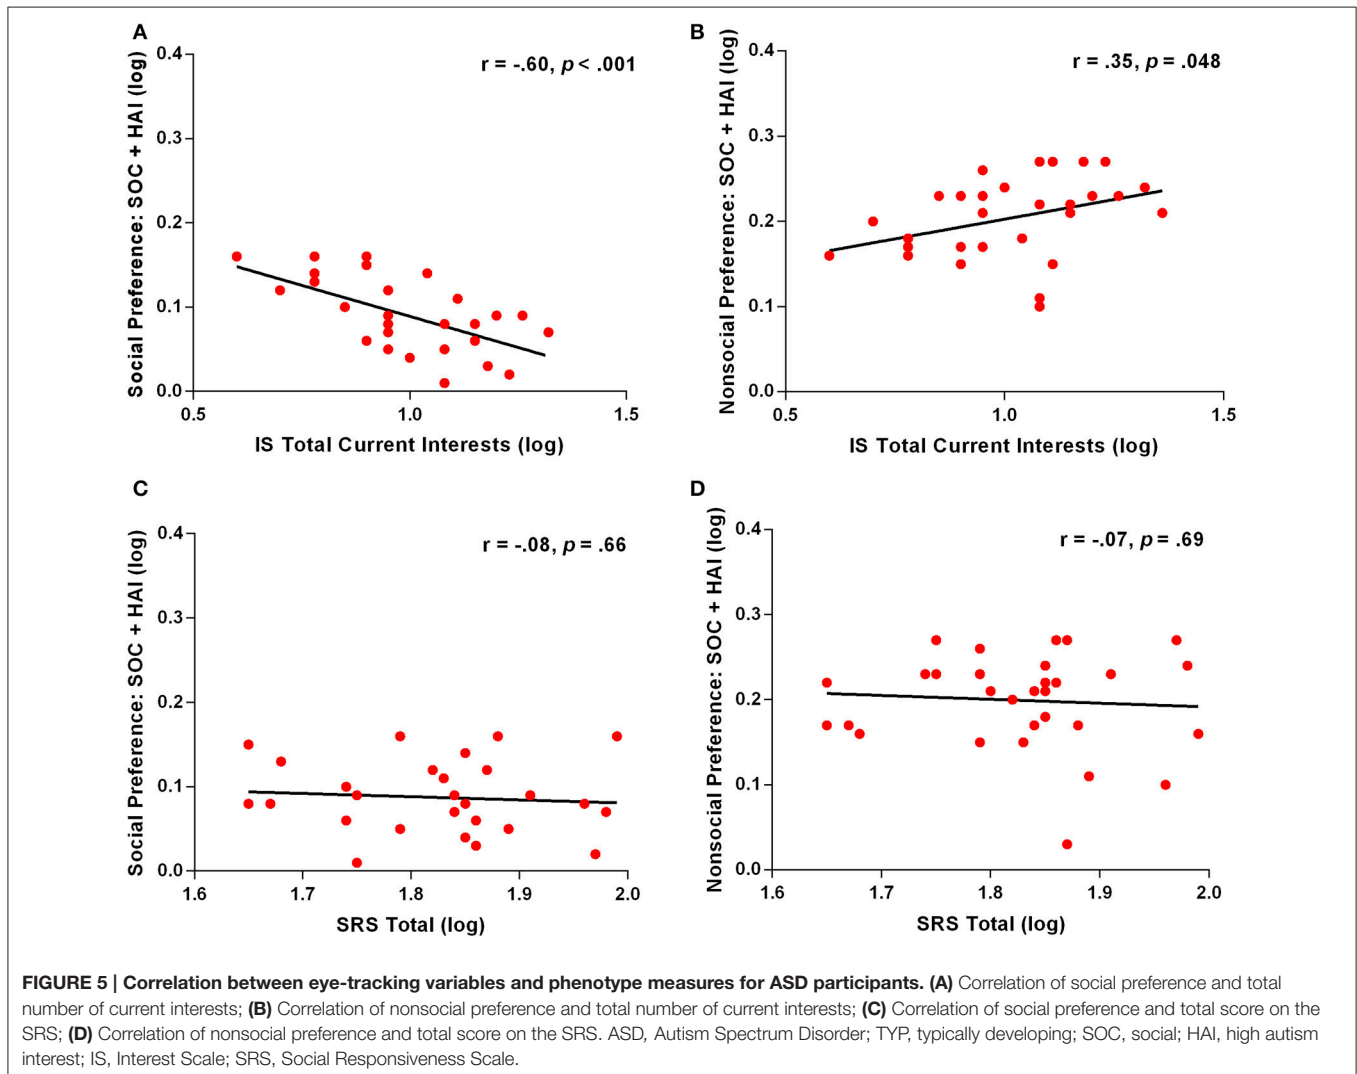 A
Social Preference: SOC + HAI (log)
0.4
0.3
0.2
0.1
0.0
r = -.60, p < .001
0.5 1.0 1.5
IS Total Current Interests (log)
B
Nonsocial Preference: SOC + HAI (log)
0.4
0.3
0.2
0.1
0.0
r = .35, p = .048
0.5 1.0 1.5
IS Total Current Interests (log)
C
Social Preference: SOC + HAI (log)
0.4
0.3
0.2
0.1
0.0
r = -.08, p = .66
1.6 1.7 1.8 1.9 2.0
SRS Total (log)
D
Nonsocial Preference: SOC + HAI (log)
0.4
0.3
0.2
0.1
0.0
r = -.07, p = .69
1.6 1.7 1.8 1.9 2.0
SRS Total (log)
FIGURE 5 | Correlation between eye-tracking variables and phenotype measures for ASD participants. (A) Correlation of social preference and total
number of current interests; (B) Correlation of nonsocial preference and total number of current interests; (C) Correlation of social preference and total score on the
SRS; (D) Correlation of nonsocial preference and total score on the SRS. ASD, Autism Spectrum Disorder; TYP, typically developing; SOC, social; HAI, high autism
interest; IS, Interest Scale; SRS, Social Responsiveness Scale.